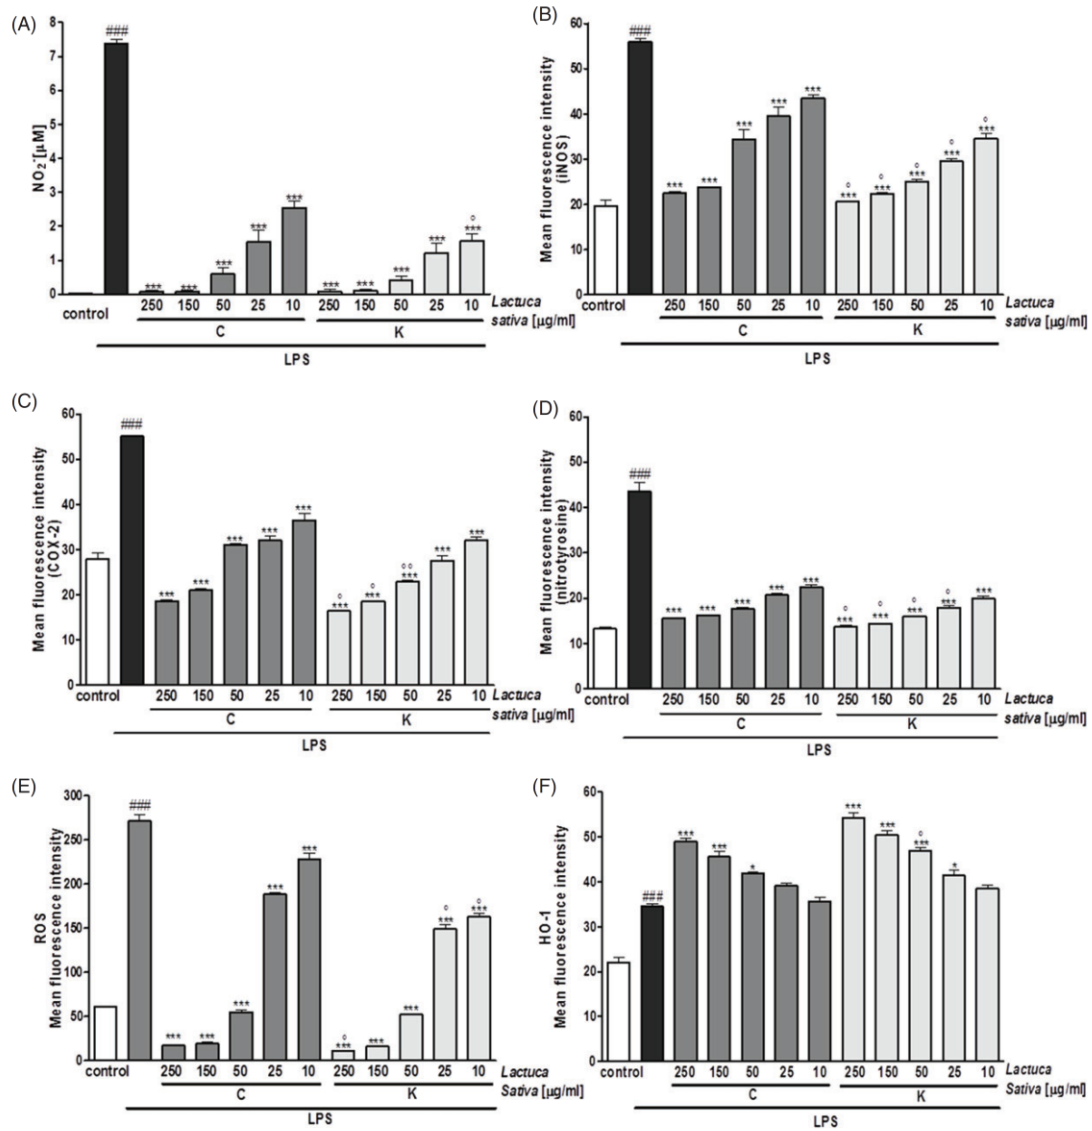 (A)
NO2-[µM]
8
7
6
5
4
3
2
1
0
###
*** *** *** *** *** *** *** *** *** ° ***
control 250 150 50 25 10 250 150 50 25 10 Lactuca
C K sativa [µg/ml]
LPS
(B)
Mean fluorescence intensity
(iNOS)
60
50
40
30
20
10
0
###
*** *** *** *** *** ° *** ° *** ° *** ° *** ° ***
control 250 150 50 25 10 250 150 50 25 10 Lactuca
C K sativa [µg/ml]
LPS
(C)
Mean fluorescence intensity
(COX-2)
60
50
40
30
20
10
0
###
*** *** *** *** *** ° *** ° *** °° *** *** ***
control 250 150 50 25 10 250 150 50 25 10 Lactuca
C K sativa [µg/ml]
LPS
(D)
Mean fluorescence intensity
(nitrotyrosine)
60
50
40
30
20
10
0
###
*** *** *** *** *** ° *** ° *** ° *** ° *** ***
control 250 150 50 25 10 250 150 50 25 10 Lactuca
C K sativa [µg/ml]
LPS
(E)
ROS
Mean fluorescence intensity
300
250
200
150
100
50
0
###
*** *** *** *** *** ° *** *** *** ° *** ° ***
control 250 150 50 25 10 250 150 50 25 10 Lactuca
C K Sativa [µg/ml]
LPS
(F)
HO-1
Mean fluorescence intensity
60
50
40
30
20
10
0
###
*** *** * *** *** ° *** *
control 250 150 50 25 10 250 150 50 25 10 Lactuca
C K Sativa [µg/ml]
LPS